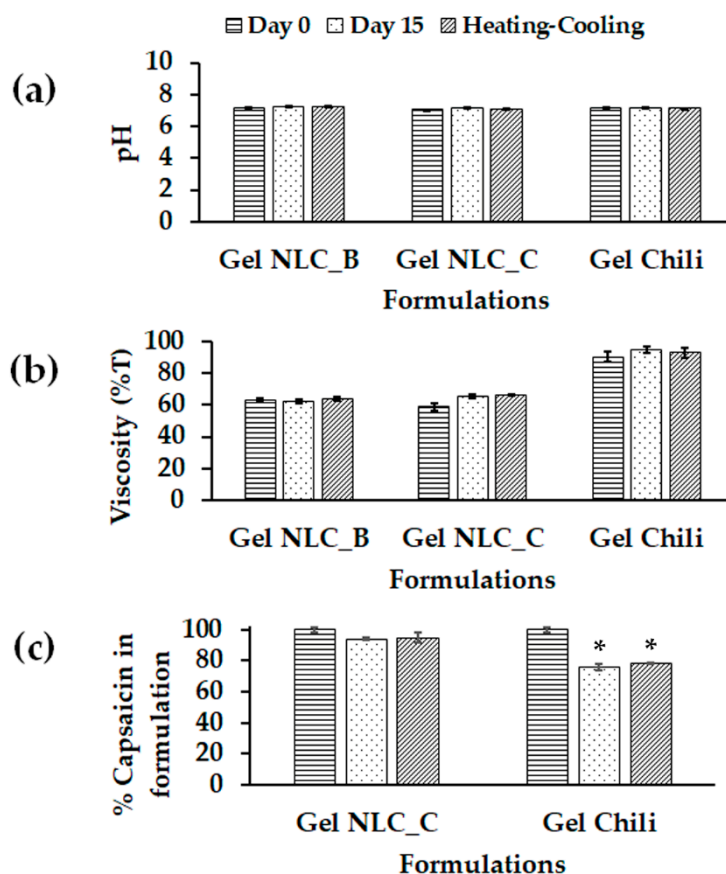 Day 0 Day 15 Heating-Cooling
(a)
pH
10
8
6
4
2
0
Gel NLC_B Gel NLC_C Gel Chili
Formulations
(b)
Viscosity (%T)
100
80
60
40
20
0
Gel NLC_B Gel NLC_C Gel Chili
Formulations
(c)
% Capsaicin in
formulation
100
80
60
40
20
0
* *
Gel NLC_C Gel Chili
Formulations